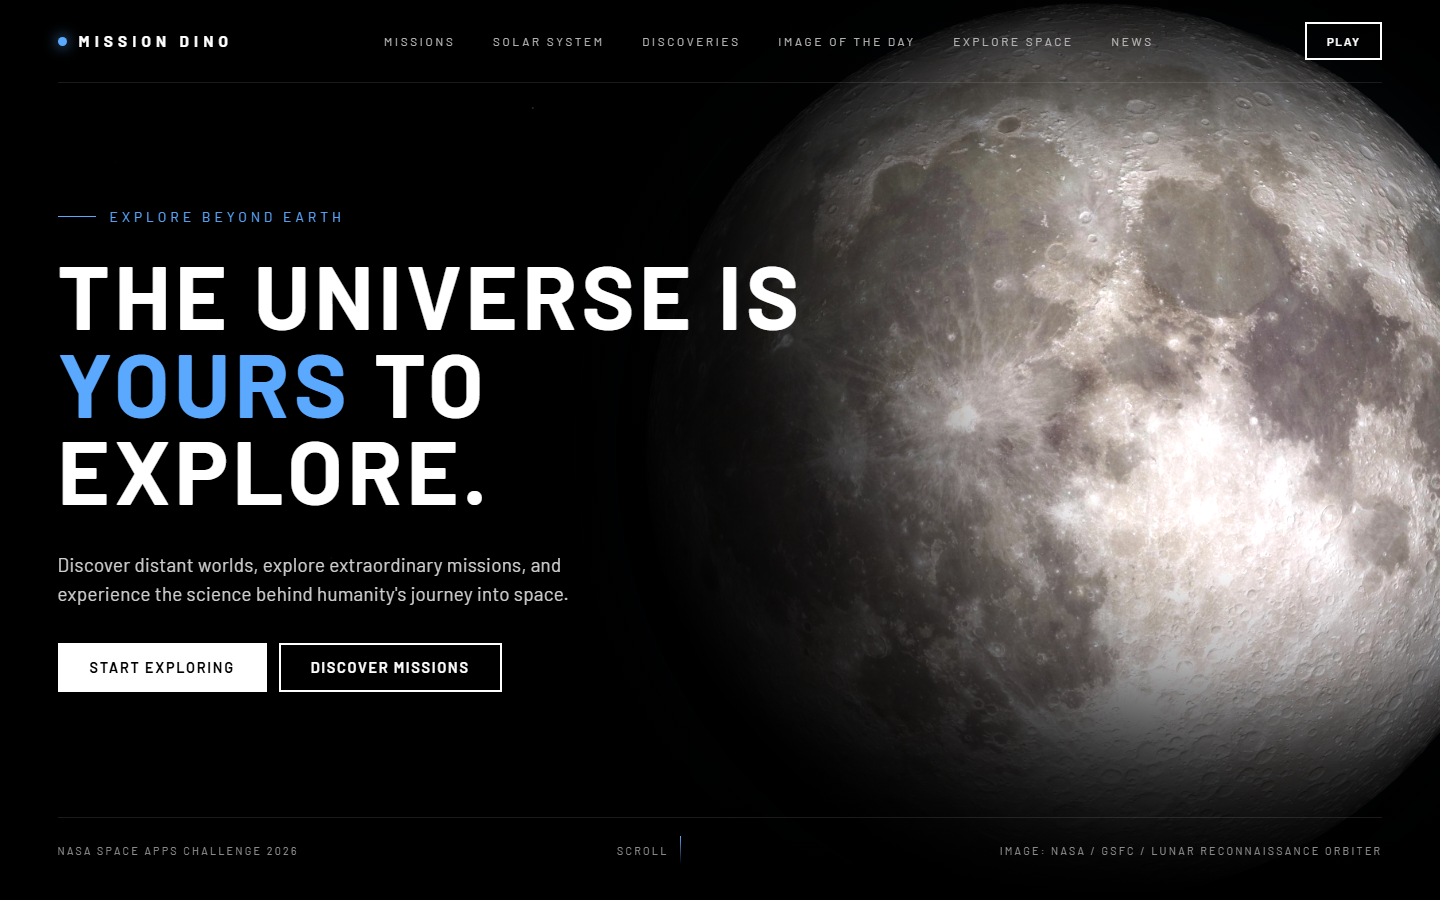 MISSION DINO
MISSIONS
SOLAR SYSTEM
DISCOVERIES
IMAGE OF THE DAY
EXPLORE SPACE
NEWS
PLAY
EXPLORE BEYOND EARTH
THE UNIVERSE IS
YOURS TO
EXPLORE.
Discover distant worlds, explore extraordinary missions, and
experience the science behind humanity's journey into space.
START EXPLORING
DISCOVER MISSIONS
NASA SPACE APPS CHALLENGE 2026
SCROLL
IMAGE: NASA / GSFC / LUNAR RECONNAISSANCE ORBITER